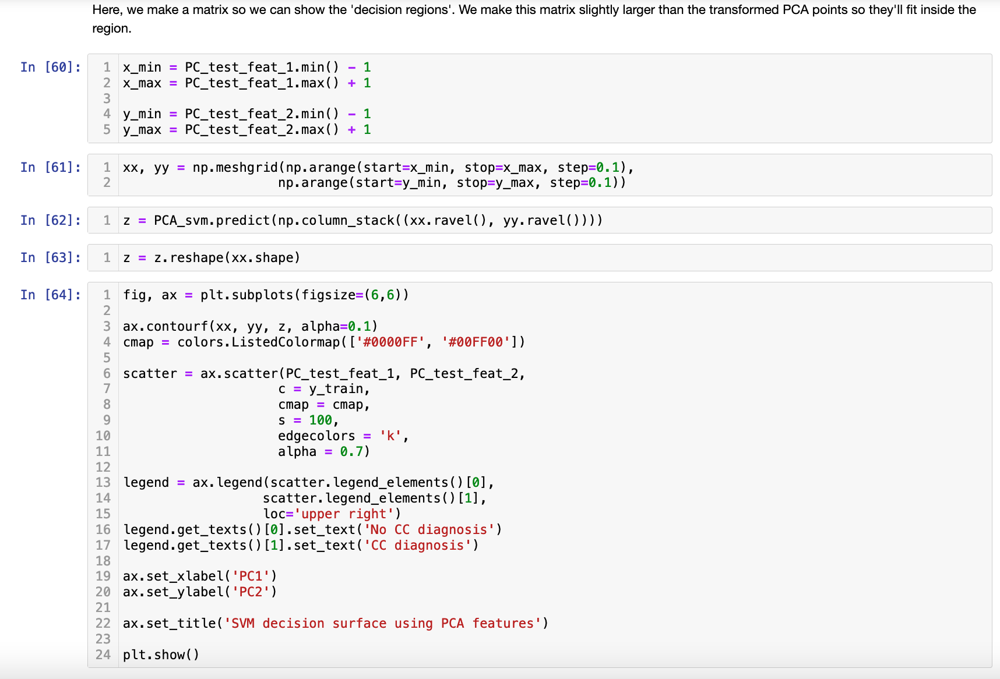 Here, we make a matrix so we can show the 'decision regions'. We make this matrix slightly larger than the transformed PCA points so they'll fit inside the
region.
In [60]:
1 x_min = PC_test_feat_1.min() - 1
2 x_max = PC_test_feat_1.max() + 1
3
4 y_min = PC_test_feat_2.min() - 1
5 y_max = PC_test_feat_2.max() + 1
In [61]:
1 xx, yy = np.meshgrid(np.arange(start=x_min, stop=x_max, step=0.1),
2                     np.arange(start=y_min, stop=y_max, step=0.1))
In [62]:
1 z = PCA_svm.predict(np.column_stack((xx.ravel(), yy.ravel())))
In [63]:
1 z = z.reshape(xx.shape)
In [64]:
1 fig, ax = plt.subplots(figsize=(6,6))
2
3 ax.contourf(xx, yy, z, alpha=0.1)
4 cmap = colors.ListedColormap(['#0000FF', '#00FF00'])
5
6 scatter = ax.scatter(PC_test_feat_1, PC_test_feat_2,
7                     c = y_train,
8                     cmap = cmap,
9                     s = 100,
10                     edgecolors = 'k',
11                     alpha = 0.7)
12
13 legend = ax.legend(scatter.legend_elements()[0],
14                   scatter.legend_elements()[1],
15                   loc='upper right')
16 legend.get_texts()[0].set_text('No CC diagnosis')
17 legend.get_texts()[1].set_text('CC diagnosis')
18
19 ax.set_xlabel('PC1')
20 ax.set_ylabel('PC2')
21
22 ax.set_title('SVM decision surface using PCA features')
23
24 plt.show()